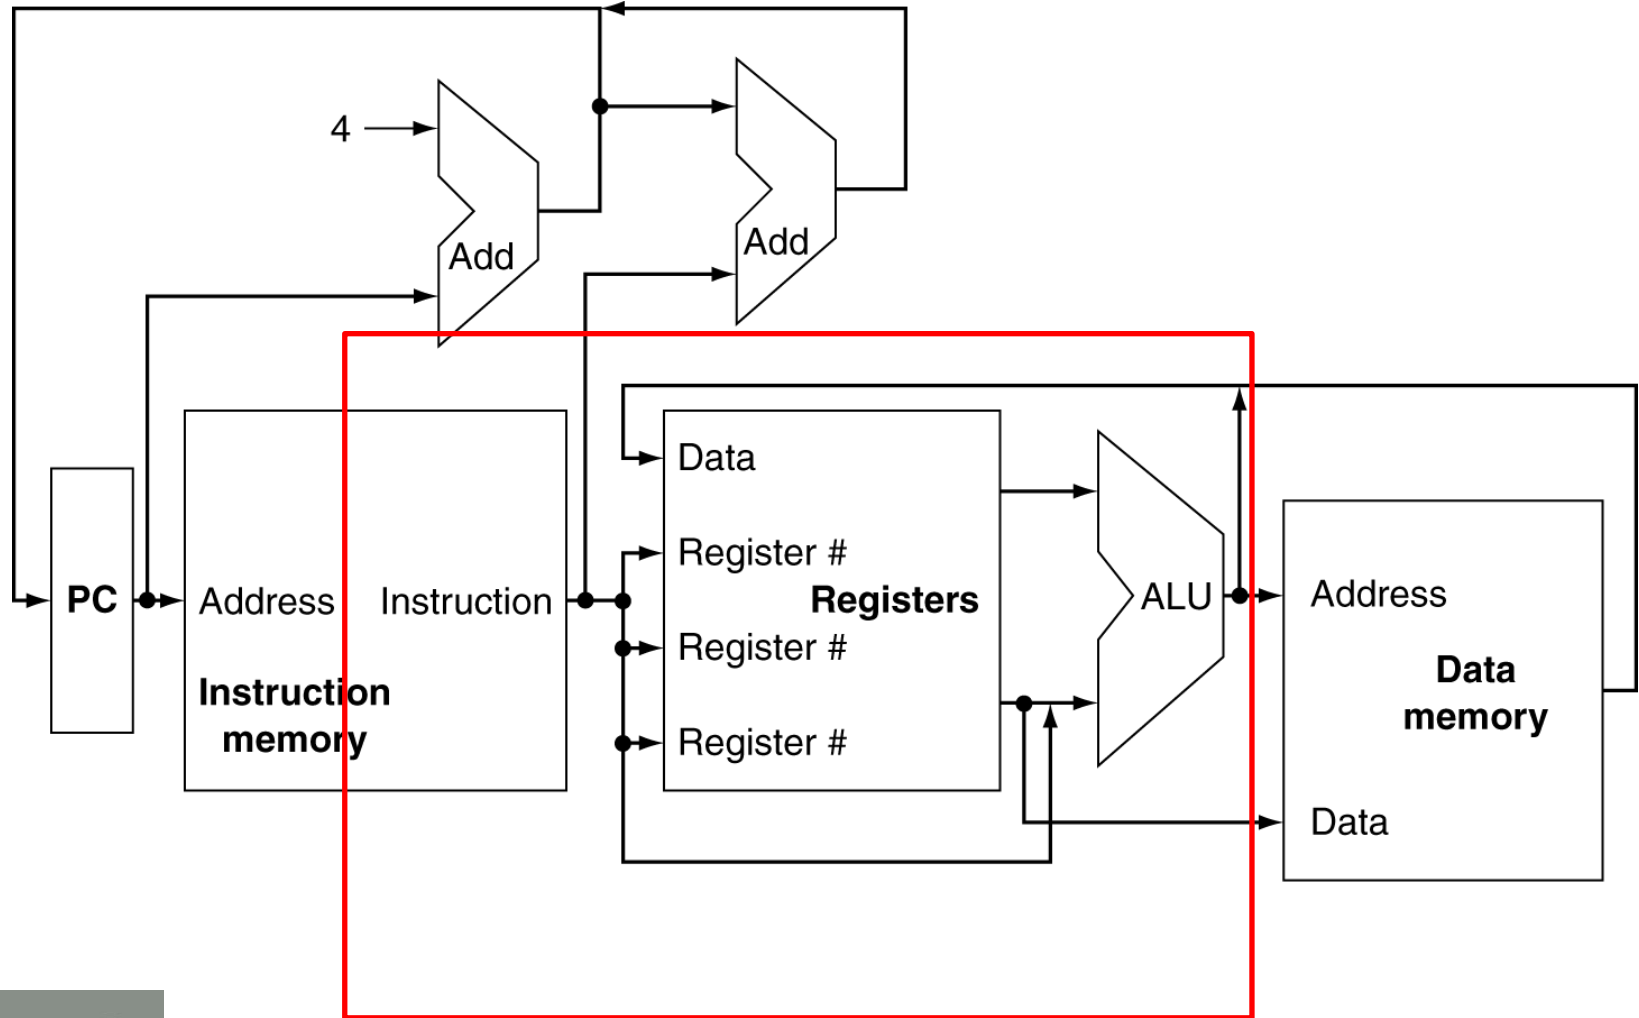 4
Add
Add
PC
Address
Instruction
Instruction
memory
Data
Register #
Registers
Register #
Register #
ALU
Address
Data
memory
Data